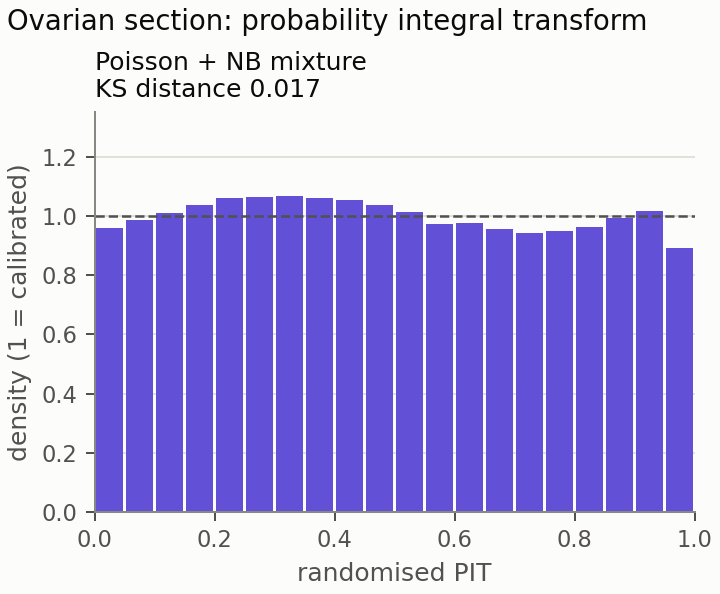 Ovarian section: probability integral transform
Poisson + NB mixture
KS distance 0.017
density (1 = calibrated)
1.2
1.0
0.8
0.6
0.4
0.2
0.0
0.0 0.2 0.4 0.6 0.8 1.0
randomised PIT